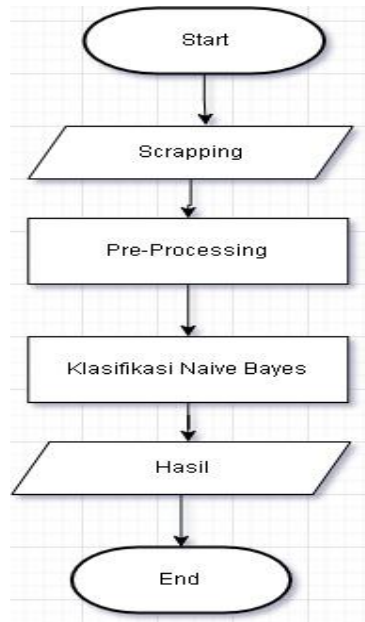 Start
Scrapping
Pre-Processing
Klasifikasi Naive Bayes
Hasil
End